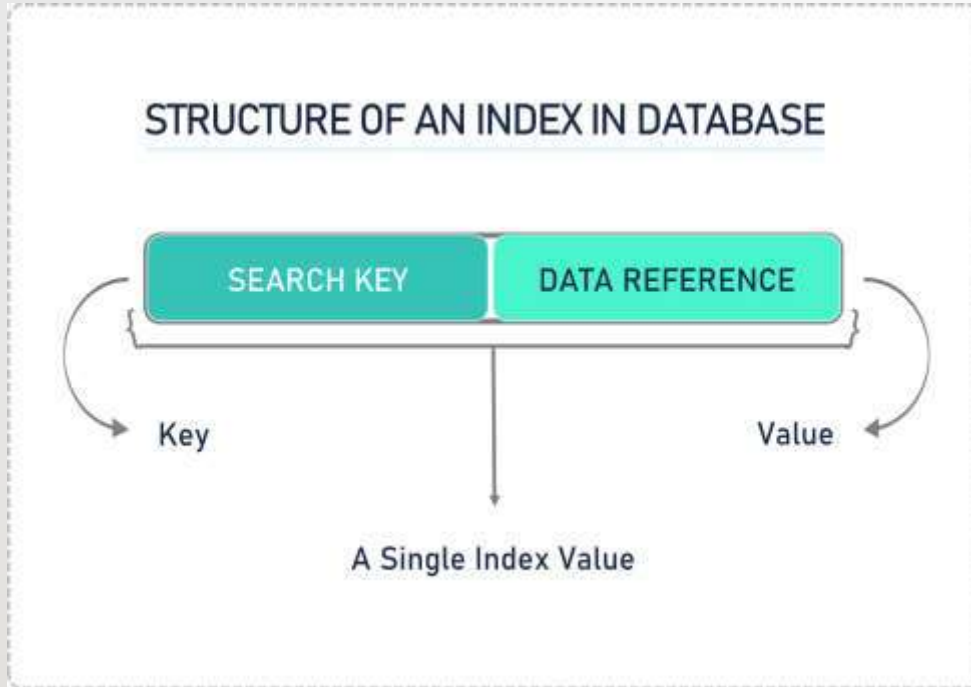 STRUCTURE OF AN INDEX IN DATABASE
SEARCH KEY DATA REFERENCE
Key Value
A Single Index Value